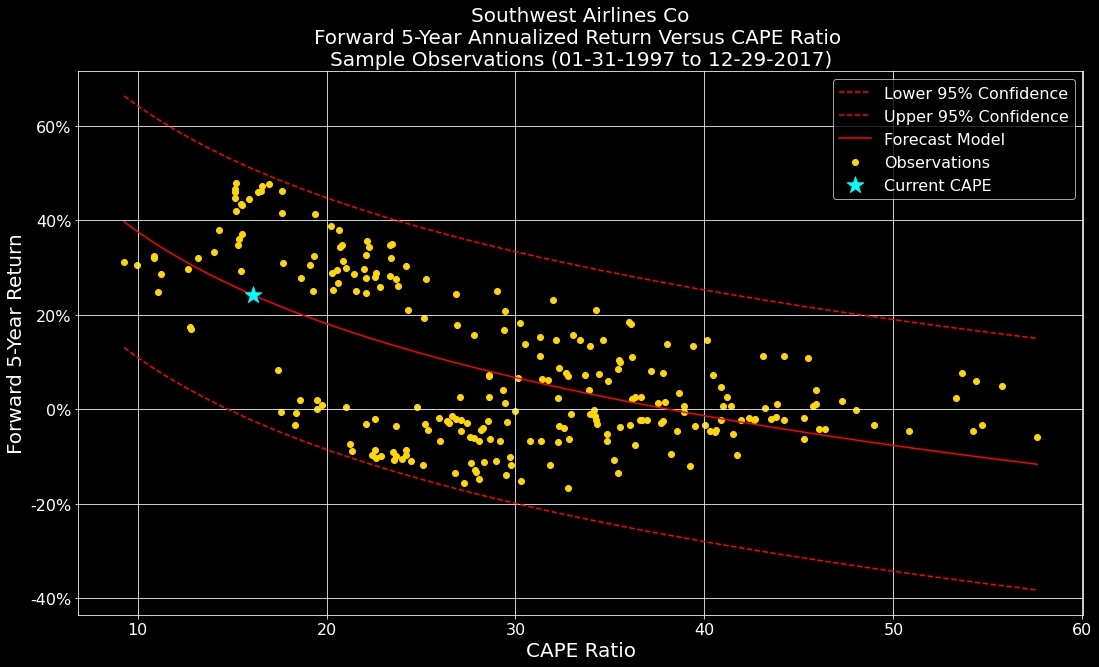 Southwest Airlines Co
Forward 5-Year Annualized Return Versus CAPE Ratio
Sample Observations (01-31-1997 to 12-29-2017)
Lower 95% Confidence
Upper 95% Confidence
Forecast Model
Observations
Current CAPE
Forward 5-Year Return
60%
40%
20%
0%
-20%
-40%
10 20 30 40 50 60
CAPE Ratio